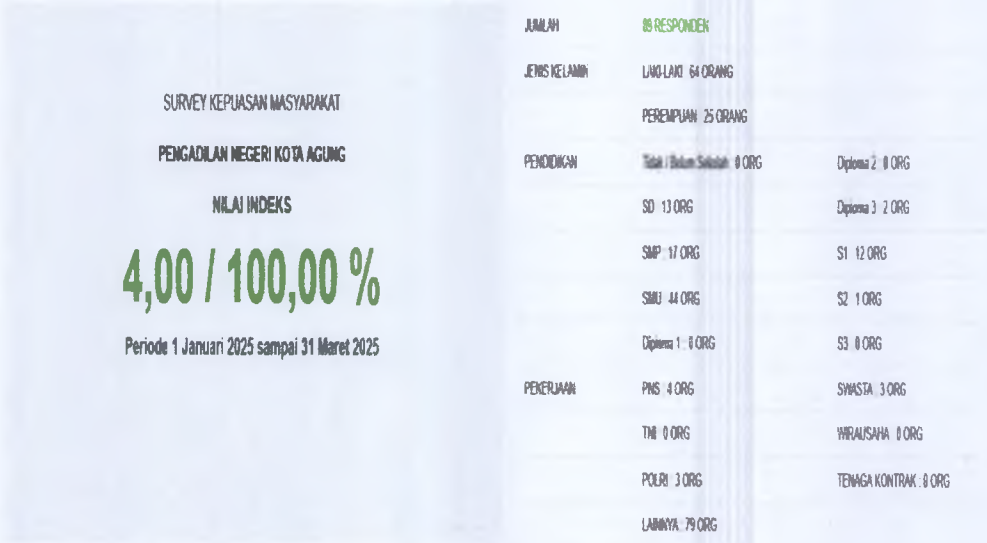 SURVEY KEPUASAN MASYARAKAT
PENGADILAN NEGERI KOTA AGUNG
NILAI INDEKS
4,00 / 100,00 %
Periode 1 Januari 2025 sampai 31 Maret 2025
JUMLAH 89 RESPONDEN
JENIS KELAMIN LAKI-LAKI 64 ORANG
PEREMPUAN 25 ORANG
PENDIDIKAN Tidak / Belum Sekolah 0 ORG Diploma 2 : 0 ORG
SD 13 ORG Diploma 3 2 ORG
SMP : 17 ORG S1 12 ORG
SMU 44 ORG S2 1 ORG
Diploma 1 : 0 ORG S3 0 ORG
PEKERJAAN PNS : 4 ORG SWASTA : 3 ORG
TNI 0 ORG WIRAUSAHA 0 ORG
POLRI 3 ORG TENAGA KONTRAK : 0 ORG
LAINNYA 79 ORG